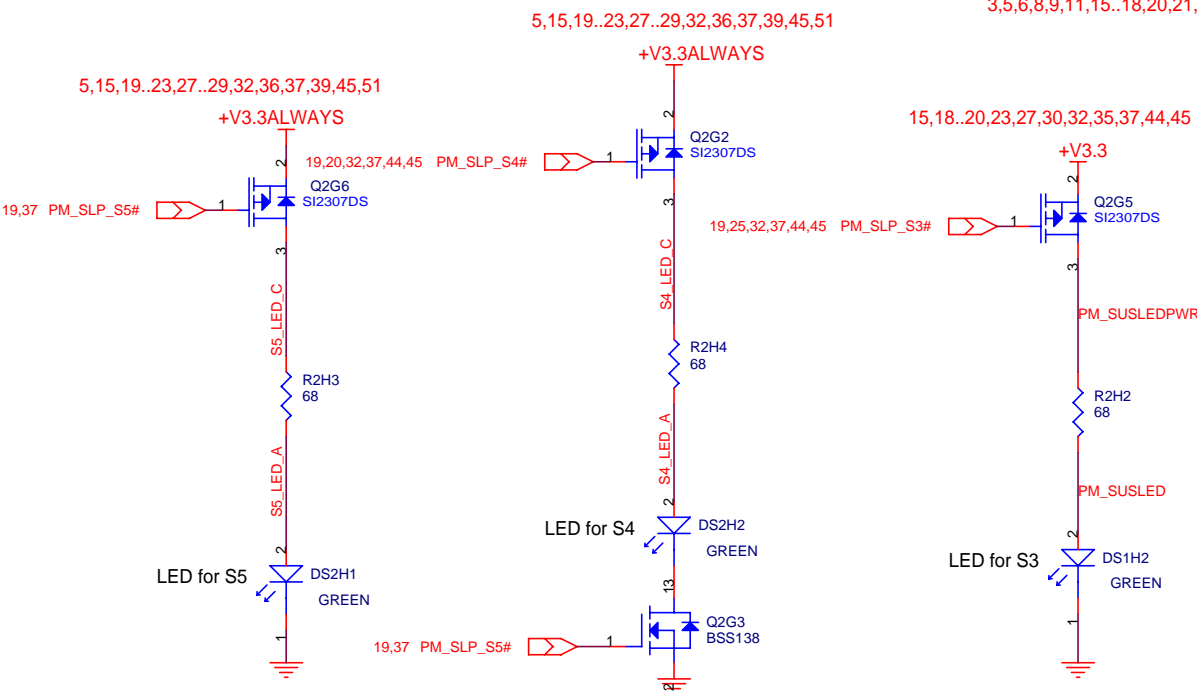 5,15,19..23,27..29,32,36,37,39,45,51
+V3.3ALWAYS
2
Q2G6
SI2307DS
19,37 PM_SLP_S5#
1
3
S5_LED_C
R2H3
68
S5_LED_A
2
LED for S5
DS2H1
GREEN
1
5,15,19..23,27..29,32,36,37,39,45,51
+V3.3ALWAYS
2
Q2G2
SI2307DS
19,20,32,37,44,45 PM_SLP_S4#
1
3
S4_LED_C
R2H4
68
S4_LED_A
2
LED for S4
DS2H2
GREEN
13
Q2G3
BSS138
19,37 PM_SLP_S5#
1
2
3,5,6,8,9,11,15..18,20,21,
15,18..20,23,27,30,32,35,37,44,45
+V3.3
2
Q2G5
SI2307DS
19,25,32,37,44,45 PM_SLP_S3#
1
3
PM_SUSLEDPWR
R2H2
68
PM_SUSLED
2
LED for S3
DS1H2
GREEN
1